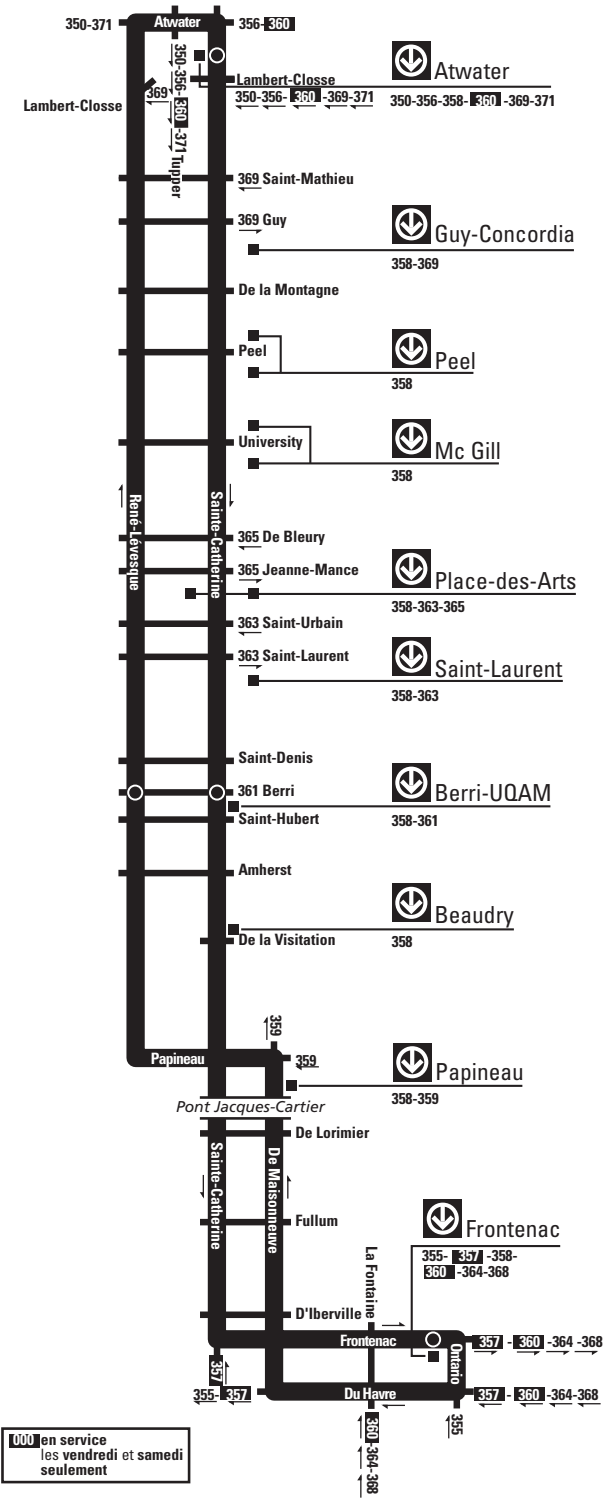 350-371
Atwater
356-360
350-356-360-371
Tupper
369
Lambert-Closse
Lambert-Closse
350-356-360-369-371
Atwater
350-356-358-360-369-371
369 Saint-Mathieu
369 Guy
Guy-Concordia
358-369
De la Montagne
Peel
Peel
358
University
Mc Gill
358
René-Lévesque
Sainte-Catherine
365 De Bleury
365 Jeanne-Mance
Place-des-Arts
358-363-365
363 Saint-Urbain
363 Saint-Laurent
Saint-Laurent
358-363
Saint-Denis
361 Berri
Berri-UQAM
358-361
Saint-Hubert
Amherst
Beaudry
358
De la Visitation
359
Papineau
359
Papineau
358-359
Pont Jacques-Cartier
De Lorimier
Sainte-Catherine
De Maisonneuve
Fullum
La Fontaine
Frontenac
355-357-358-
360-364-368
D'Iberville
Frontenac
Ontario
357-360-364-368
357
355-357
Du Havre
357-360-364-368
360-364-368
355
000 en service
les vendredi et samedi
seulement